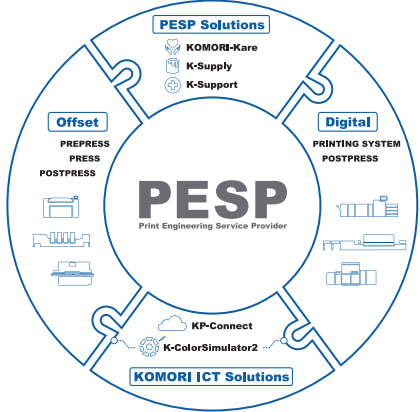 PESP Solutions
KOMORI-Kare
K-Supply
K-Support
Offset
PREPRESS
PRESS
POSTPRESS
Digital
PRINTING SYSTEM
POSTPRESS
PESP
Print Engineering Service Provider
KP-Connect
K-ColorSimulator2
KOMORI ICT Solutions